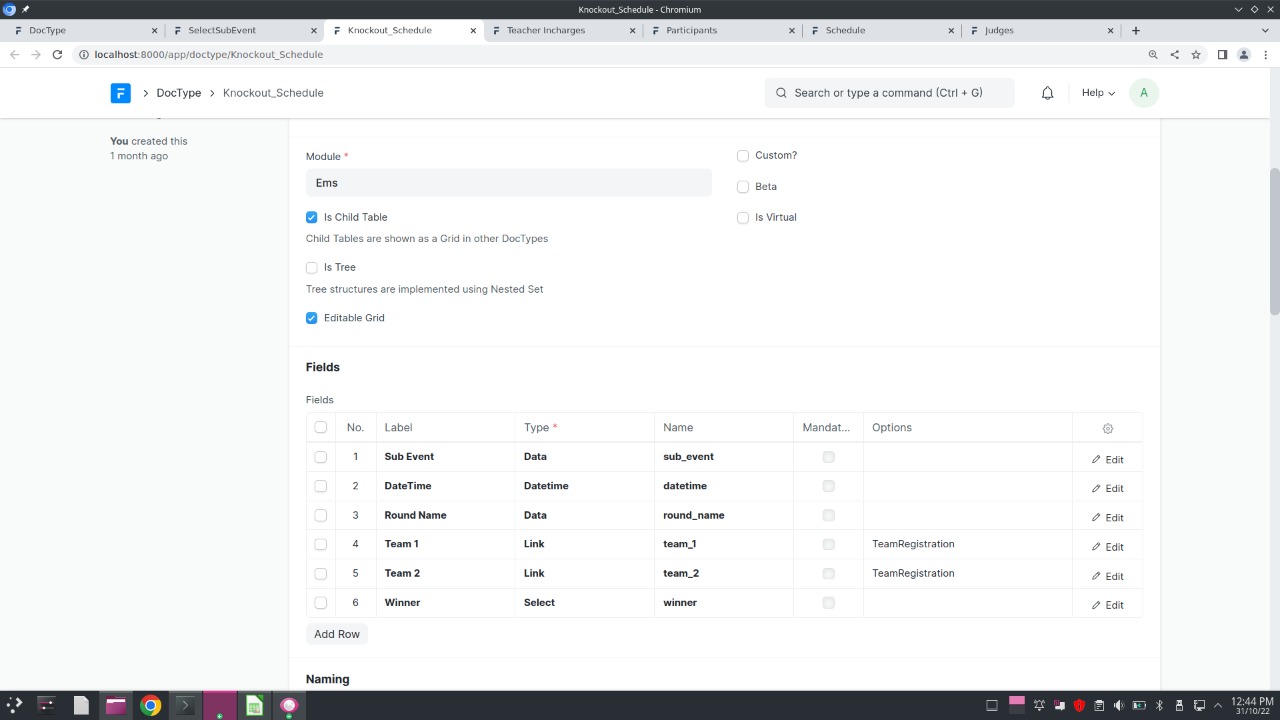 Knockout_Schedule - Chromium
DocType
SelectSubEvent
Knockout_Schedule
Teacher Incharges
Participants
Schedule
Judges
localhost:8000/app/doctype/Knockout_Schedule
DocType
Knockout_Schedule
Search or type a command (Ctrl + G)
Help
A
You created this
1 month ago
Module *
Ems
Custom?
Beta
Is Virtual
Is Child Table
Child Tables are shown as a Grid in other DocTypes
Is Tree
Tree structures are implemented using Nested Set
Editable Grid
Fields
Fields
No. Label Type * Name Mandat... Options
1 Sub Event Data sub_event Edit
2 DateTime Datetime datetime Edit
3 Round Name Data round_name Edit
4 Team 1 Link team_1 TeamRegistration Edit
5 Team 2 Link team_2 TeamRegistration Edit
6 Winner Select winner Edit
Add Row
Naming
12:44 PM
31/10/22